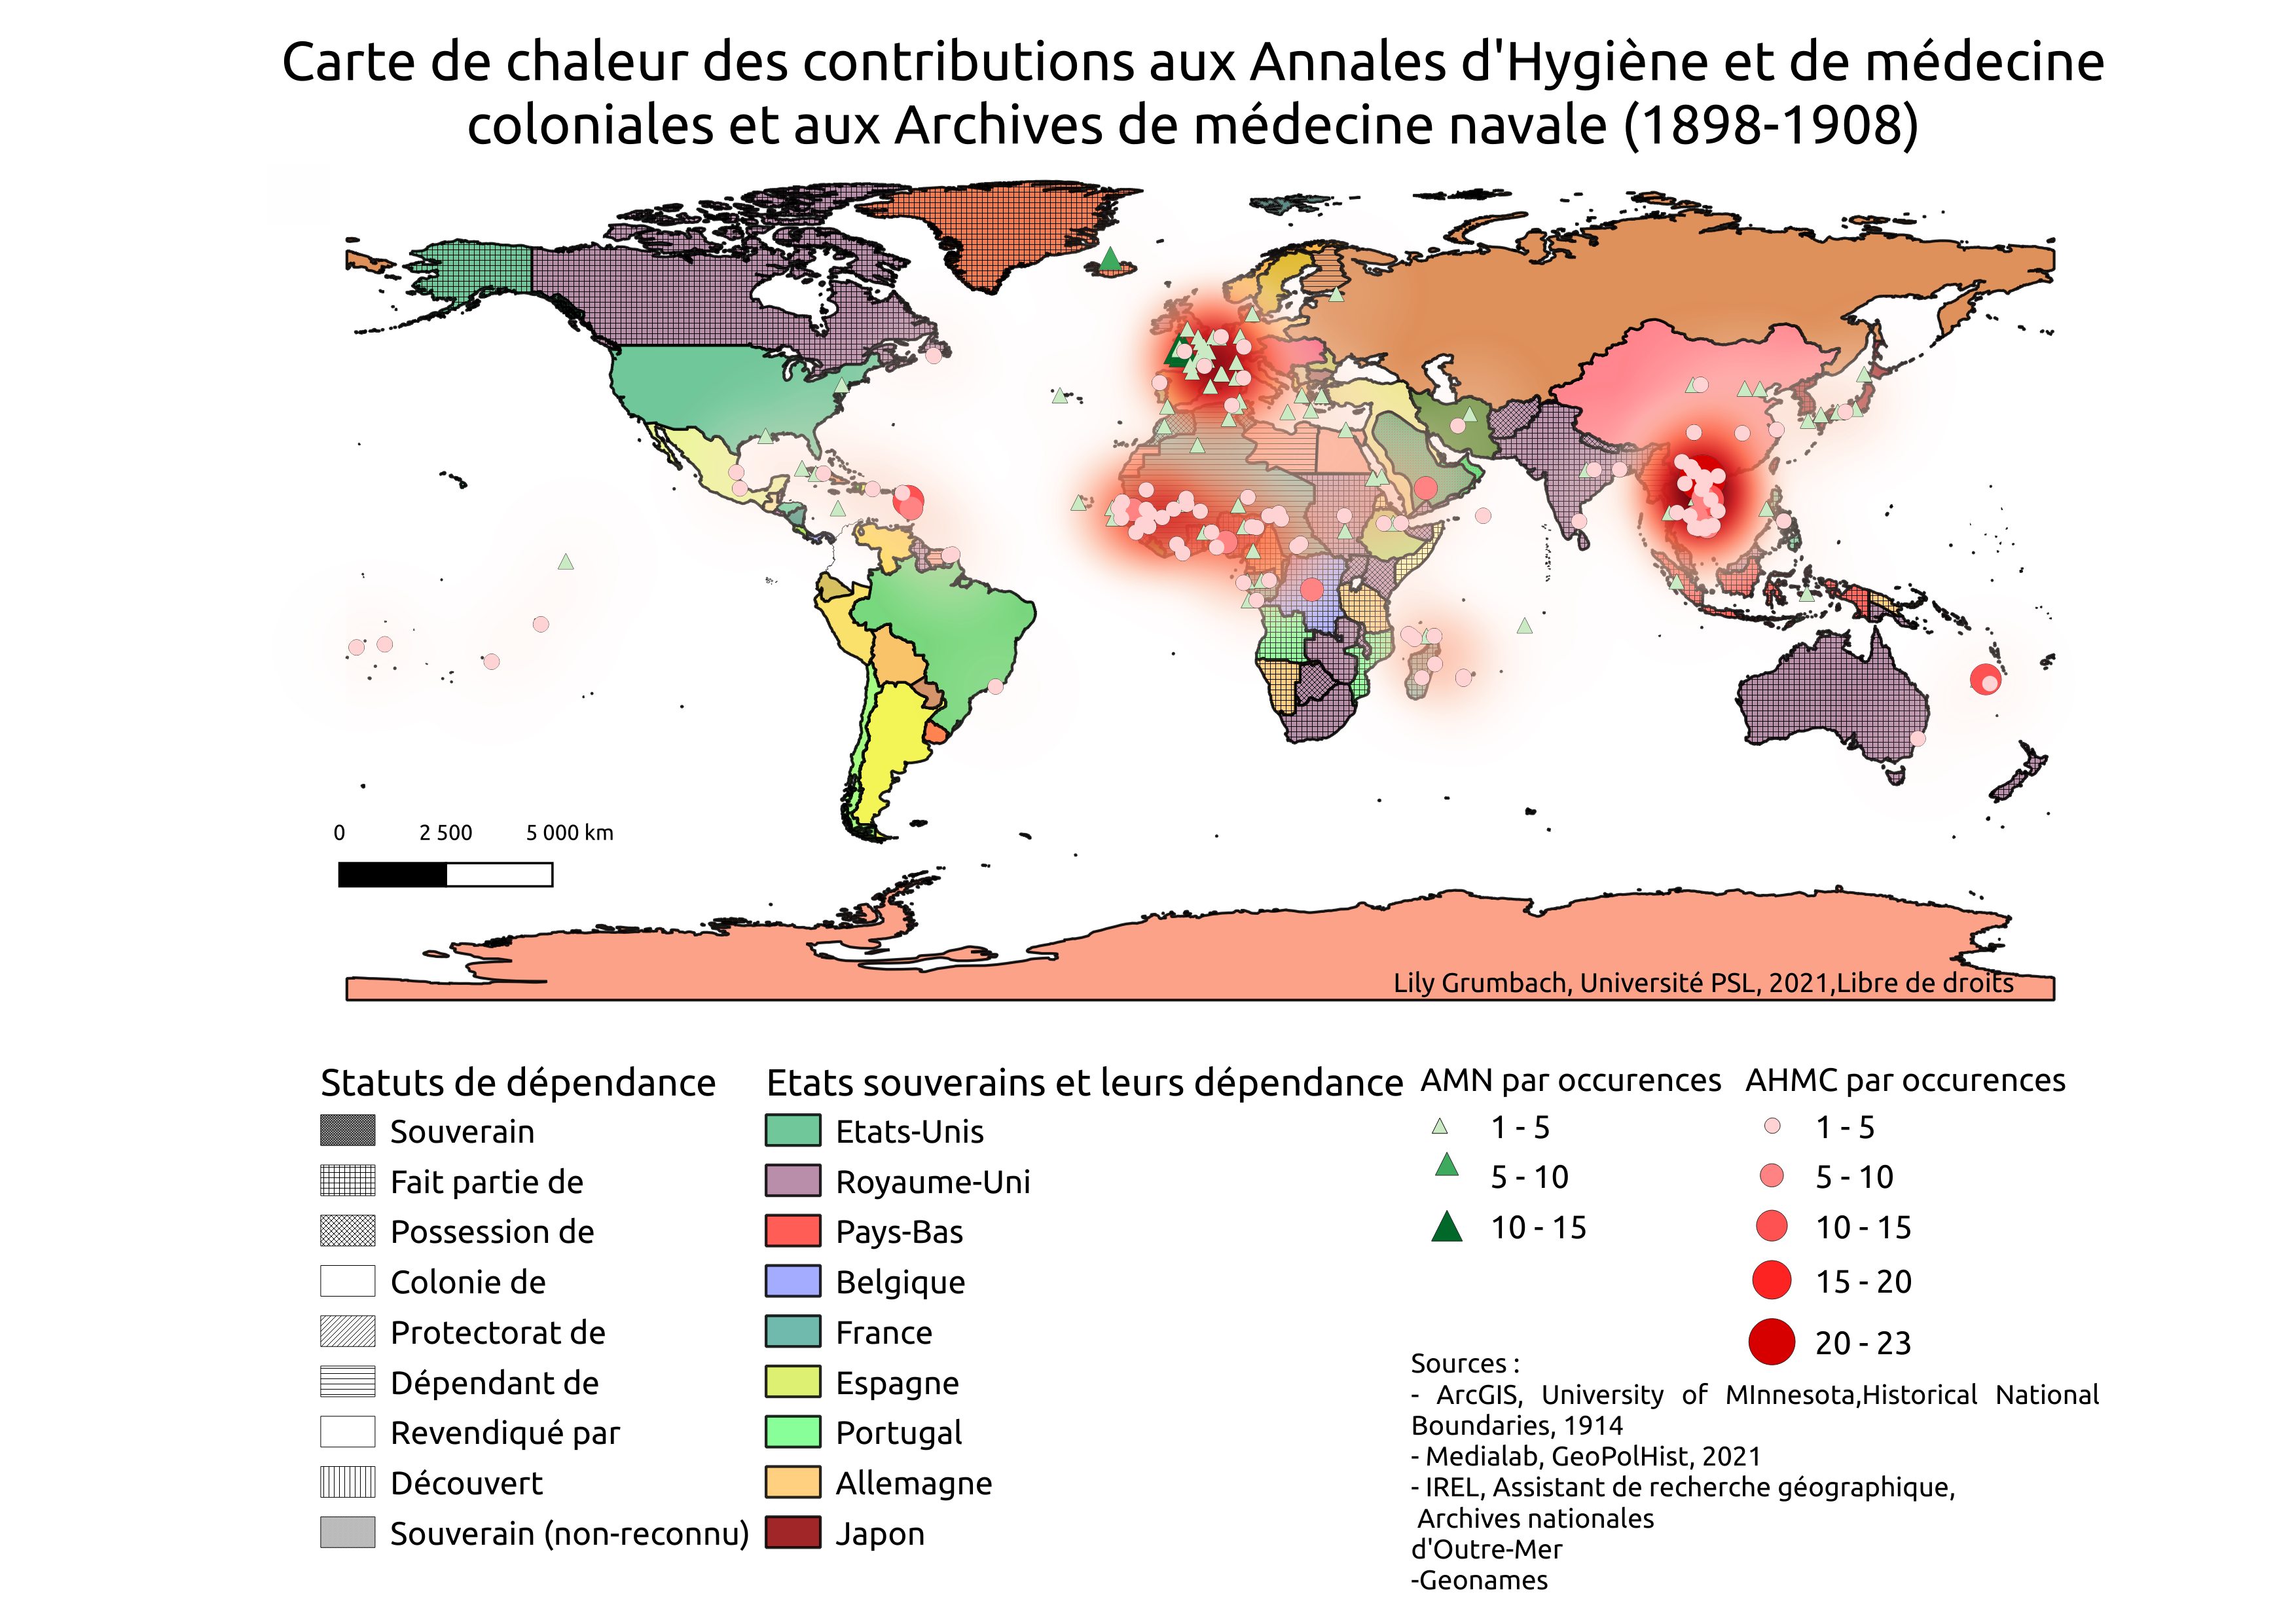 Carte de chaleur des contributions aux Annales d'Hygiène et de médecine
coloniales et aux Archives de médecine navale (1898-1908)
0 2 500 5 000 km
Lily Grumbach, Université PSL, 2021,Libre de droits
Statuts de dépendance
Souverain
Fait partie de
Possession de
Colonie de
Protectorat de
Dépendant de
Revendiqué par
Découvert
Souverain (non-reconnu)
Etats souverains et leurs dépendance
Etats-Unis
Royaume-Uni
Pays-Bas
Belgique
France
Espagne
Portugal
Allemagne
Japon
AMN par occurences
1 - 5
5 - 10
10 - 15
AHMC par occurences
1 - 5
5 - 10
10 - 15
15 - 20
20 - 23
Sources :
- ArcGIS, University of MInnesota,Historical National
Boundaries, 1914
- Medialab, GeoPolHist, 2021
- IREL, Assistant de recherche géographique,
Archives nationales
d'Outre-Mer
-Geonames